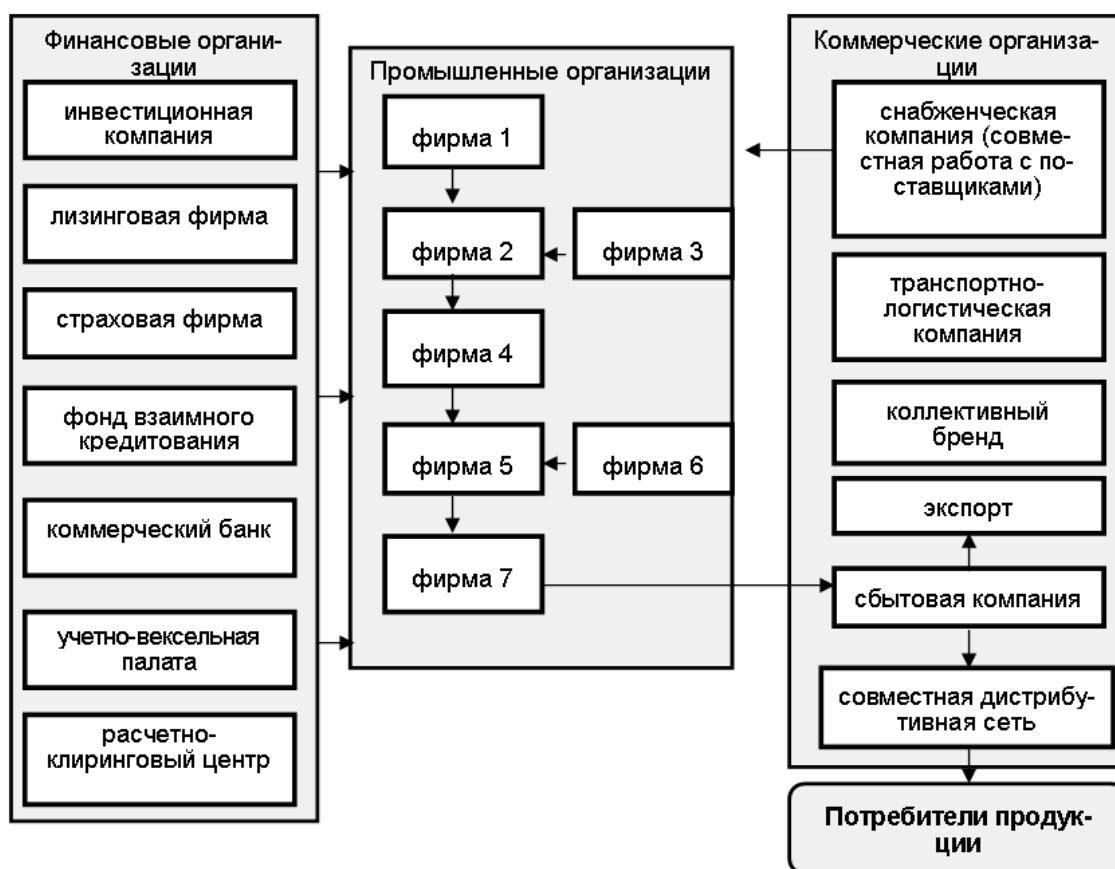 Финансовые органи-
зации
инвестиционная
компания
лизинговая фирма
страховая фирма
фонд взаимного
кредитования
коммерческий банк
учетно-вексельная
палата
расчетно-
клиринговый центр
Промышленные организации
фирма 1
фирма 2
фирма 3
фирма 4
фирма 5
фирма 6
фирма 7
Коммерческие организа-
ции
снабженческая
компания (совме-
стная работа с по-
ставщиками)
транспортно-
логистическая
компания
коллективный
бренд
экспорт
сбытовая компания
совместная дистрибу-
тивная сеть
Потребители продук-
ции